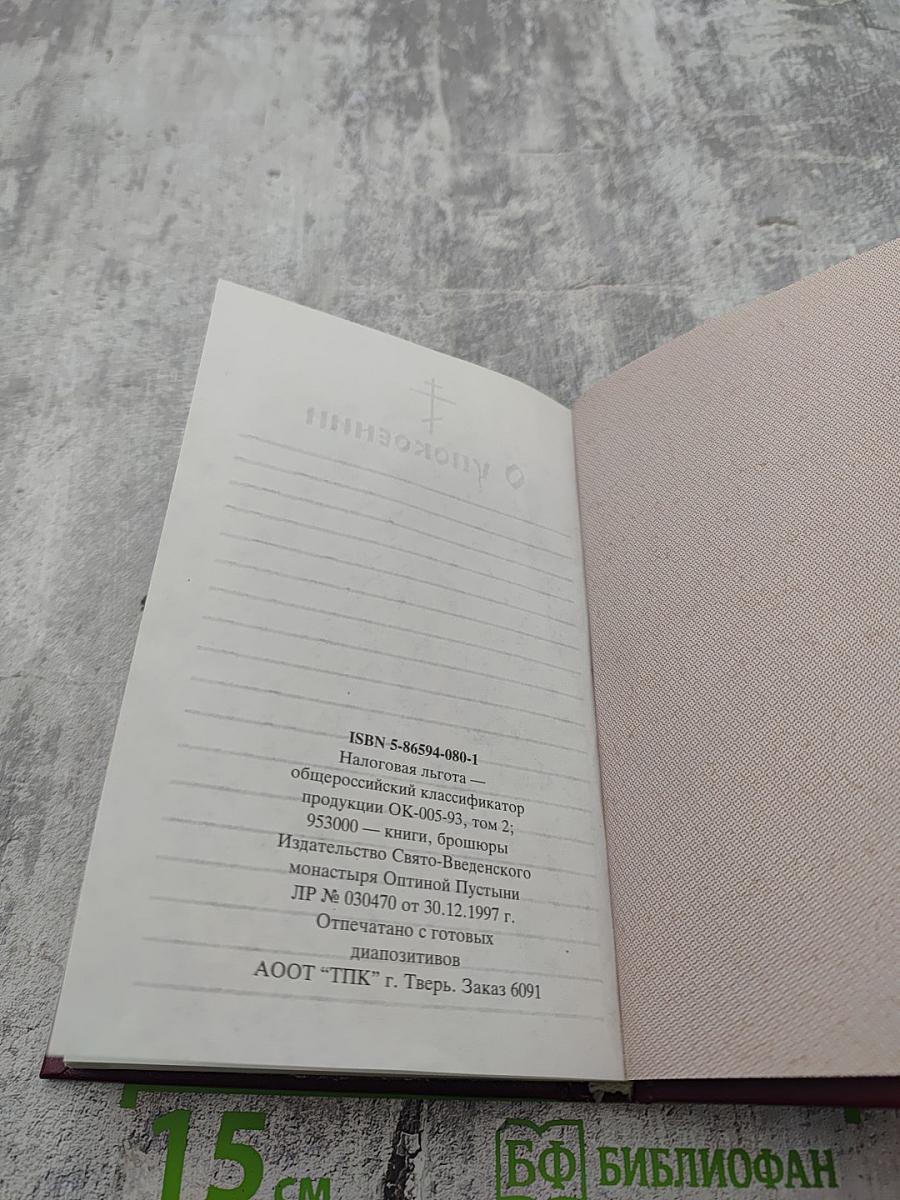 О упокоении
ISBN 5-86594-080-1
Налоговая льгота —
общероссийский классификатор
продукции ОК-005-93, том 2;
953000 — книги, брошюры
Издательство Свято-Введенского
монастыря Оптиной Пустыни
ЛР № 030470 от 30.12.1997 г.
Отпечатано с готовых
диапозитивов
АООТ “ТПК” г. Тверь. Заказ 6091
15 см
БФ БИБЛИОФАН